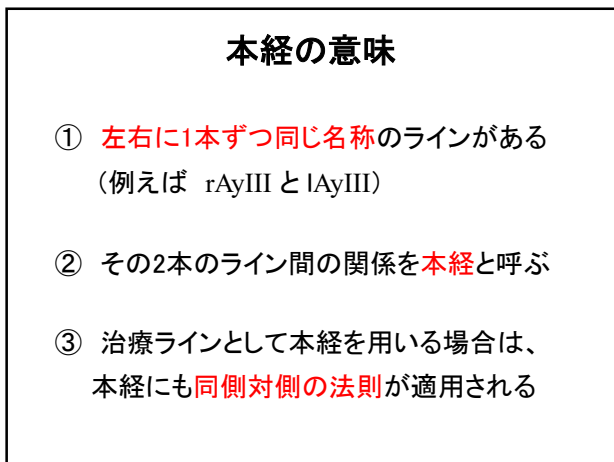 本経の意味
① 左右に1本ずつ同じ名称のラインがある
（例えば rAyIII と lAyIII）
② その2本のライン間の関係を本経と呼ぶ
③ 治療ラインとして本経を用いる場合は、
本経にも同側対側の法則が適用される